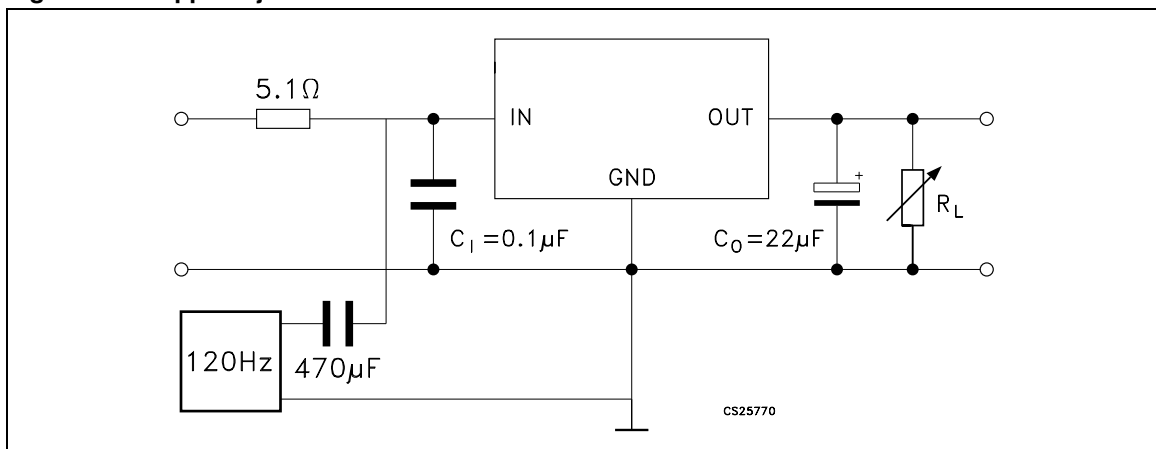 5.1Ω
IN
OUT
GND
C_I=0.1µF
C_O=22µF
+
R_L
120Hz
470µF
CS25770